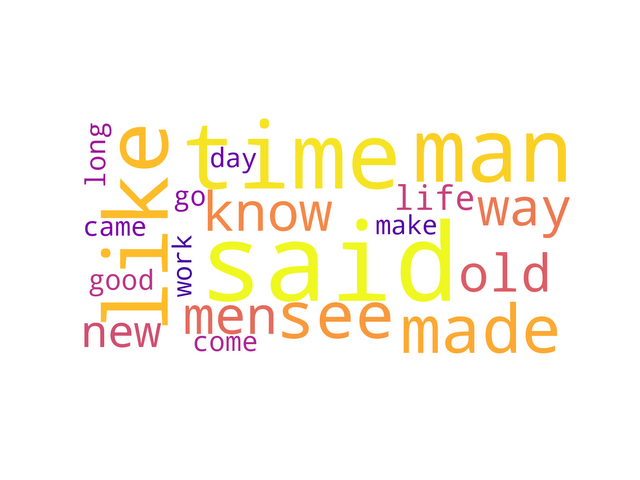 long
like
time
man
day
go
know
life
way
came
make
said
work
good
old
new
men
see
made
come